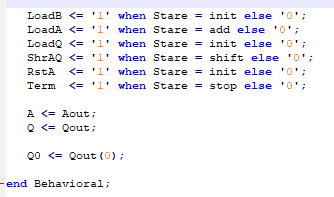 LoadB <= '1' when Stare = init else '0';
LoadA <= '1' when Stare = add else '0';
LoadQ <= '1' when Stare = init else '0';
ShrAQ <= '1' when Stare = shift else '0';
RstA <= '1' when Stare = init else '0';
Term <= '1' when Stare = stop else '0';
A <= Aout;
Q <= Qout;
Q0 <= Qout(0);
end Behavioral;